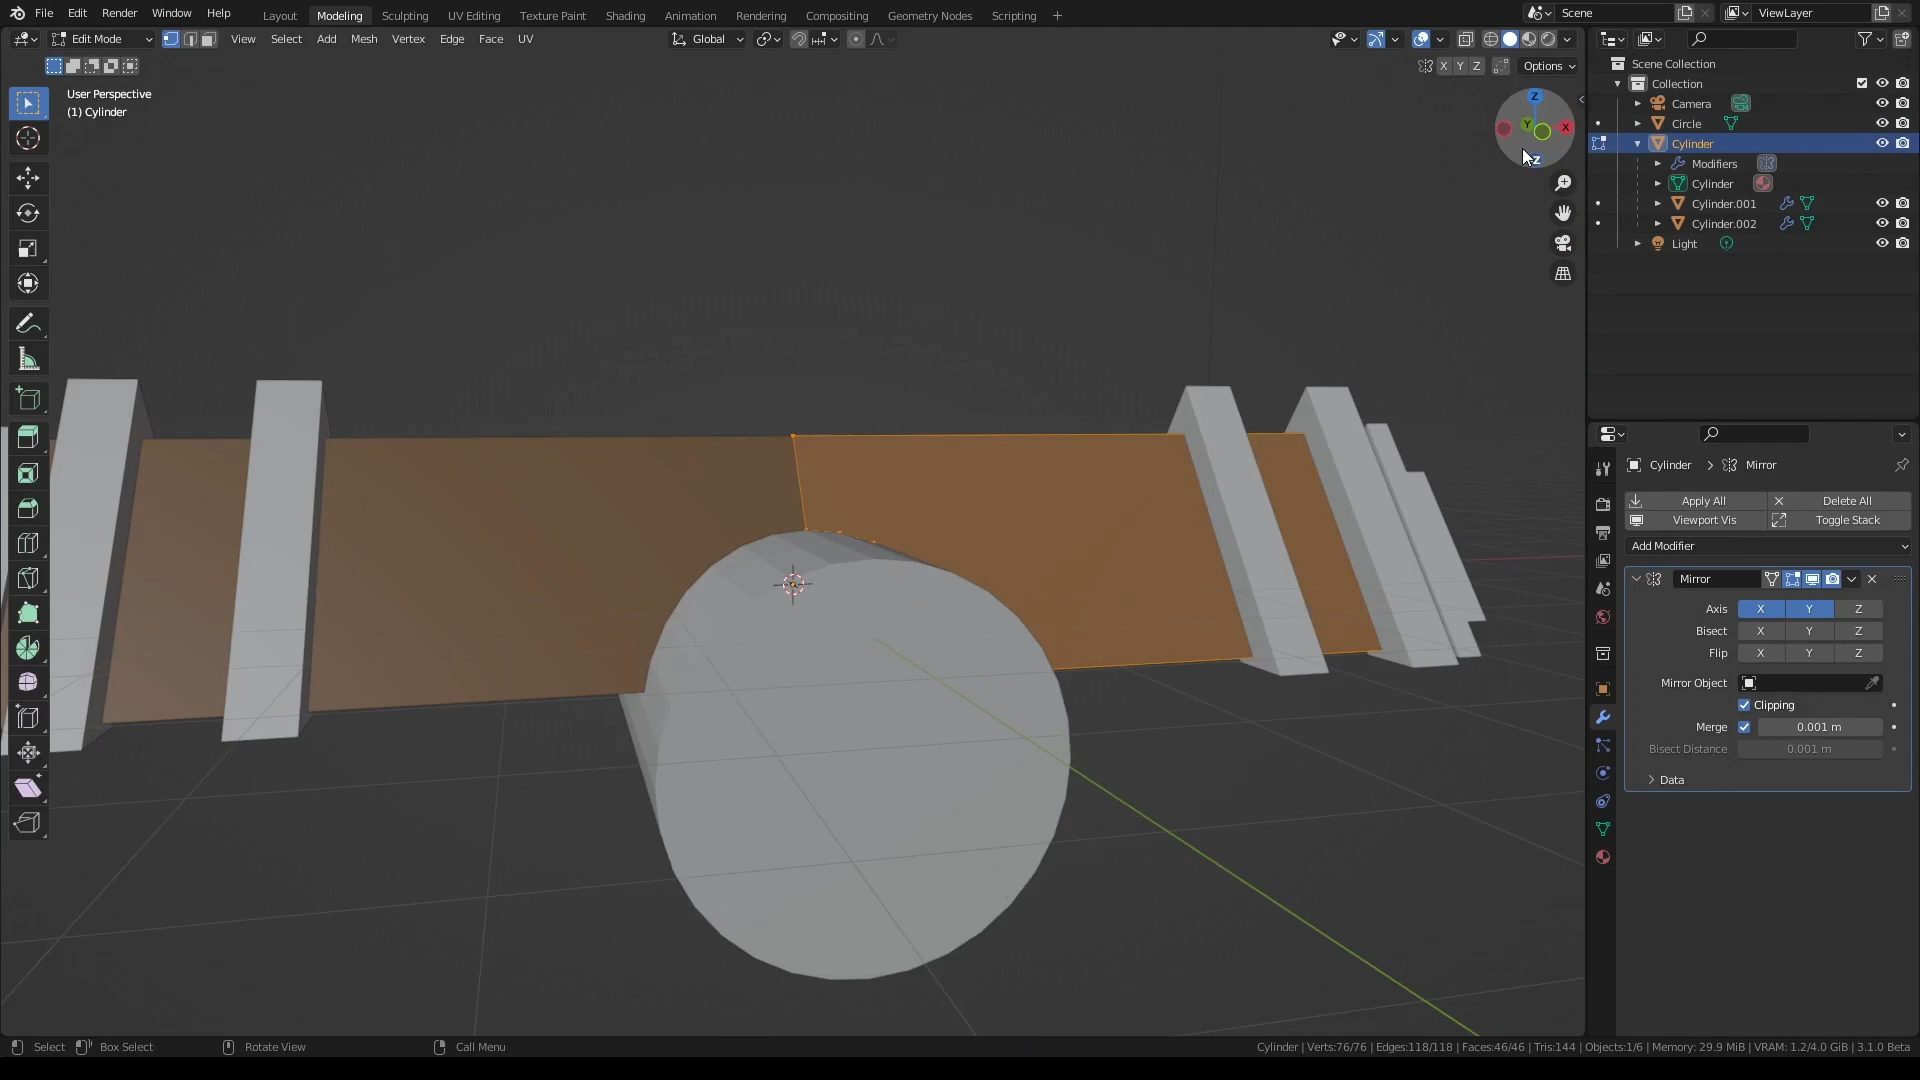 File Edit Render Window Help Layout Modeling Sculpting UV Editing Texture Paint Shading Animation Rendering Compositing Geometry Nodes Scripting + Scene ViewLayer
Edit Mode View Select Add Mesh Vertex Edge Face UV Global
X Y Z Options
User Perspective
(1) Cylinder
Z
Y
X
Z
Scene Collection
Collection
Camera
Circle
Cylinder
Modifiers
Cylinder
Cylinder.001
Cylinder.002
Light
Cylinder > Mirror
Apply All Delete All
Viewport Vis Toggle Stack
Add Modifier
Mirror
Axis X Y Z
Bisect X Y Z
Flip X Y Z
Mirror Object
Clipping
Merge 0.001 m
Bisect Distance 0.001 m
Data
Select Box Select Rotate View Call Menu Cylinder | Verts:76/76 | Edges:118/118 | Faces:46/46 | Tris:144 | Objects:1/6 | Memory: 29.9 MiB | VRAM: 1.2/4.0 GiB | 3.1.0 Beta